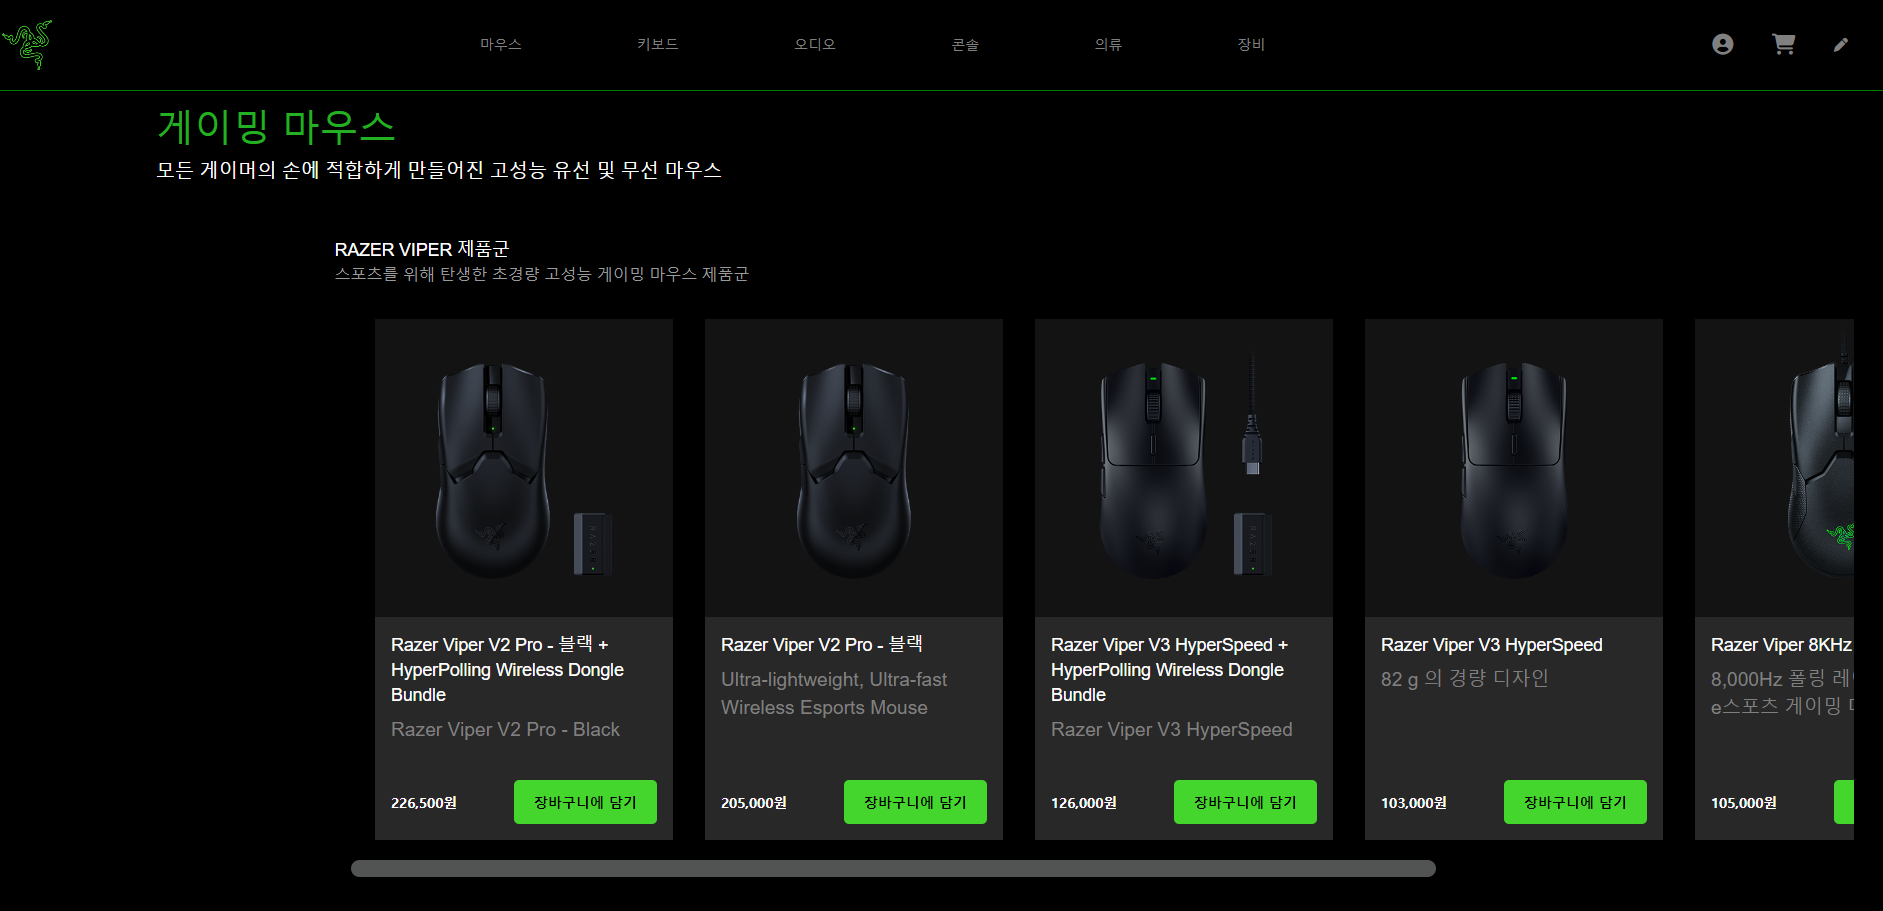 마우스
키보드
오디오
콘솔
의류
장비
게이밍 마우스
모든 게이머의 손에 적합하게 만들어진 고성능 유선 및 무선 마우스
RAZER VIPER 제품군
스포츠를 위해 탄생한 초경량 고성능 게이밍 마우스 제품군
RAZER
Razer Viper V2 Pro - 블랙 +
HyperPolling Wireless Dongle
Bundle
Razer Viper V2 Pro - Black
226,500원
장바구니에 담기
Razer Viper V2 Pro - 블랙
Ultra-lightweight, Ultra-fast
Wireless Esports Mouse
205,000원
장바구니에 담기
RAZER
Razer Viper V3 HyperSpeed +
HyperPolling Wireless Dongle
Bundle
Razer Viper V3 HyperSpeed
126,000원
장바구니에 담기
Razer Viper V3 HyperSpeed
82 g 의 경량 디자인
103,000원
장바구니에 담기
Razer Viper 8KHz
8,000Hz 폴링
e스포츠 게이밍
105,000원